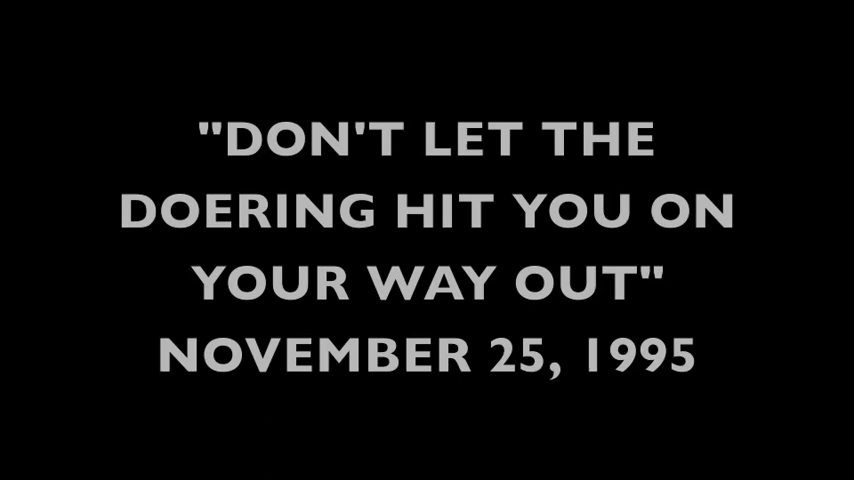 "DON'T LET THE
DOERING HIT YOU ON
YOUR WAY OUT"
NOVEMBER 25, 1995